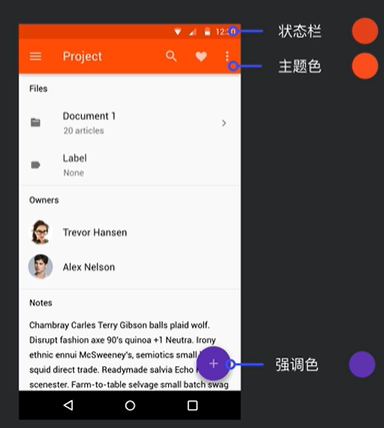 12:30
状态栏
Project
主题色
Files
Document 1
20 articles
Label
None
Owners
Trevor Hansen
Alex Nelson
Notes
Chambray Carles Terry Gibson balls plaid wolf.
Disrupt fashion axe 90's quinoa +1 Neutra. Irony
ethnic ennui McSweeney's, semiotics small
强调色
squid direct trade. Readymade salvia Echo
scenester. Farm-to-table selvage small batch swag